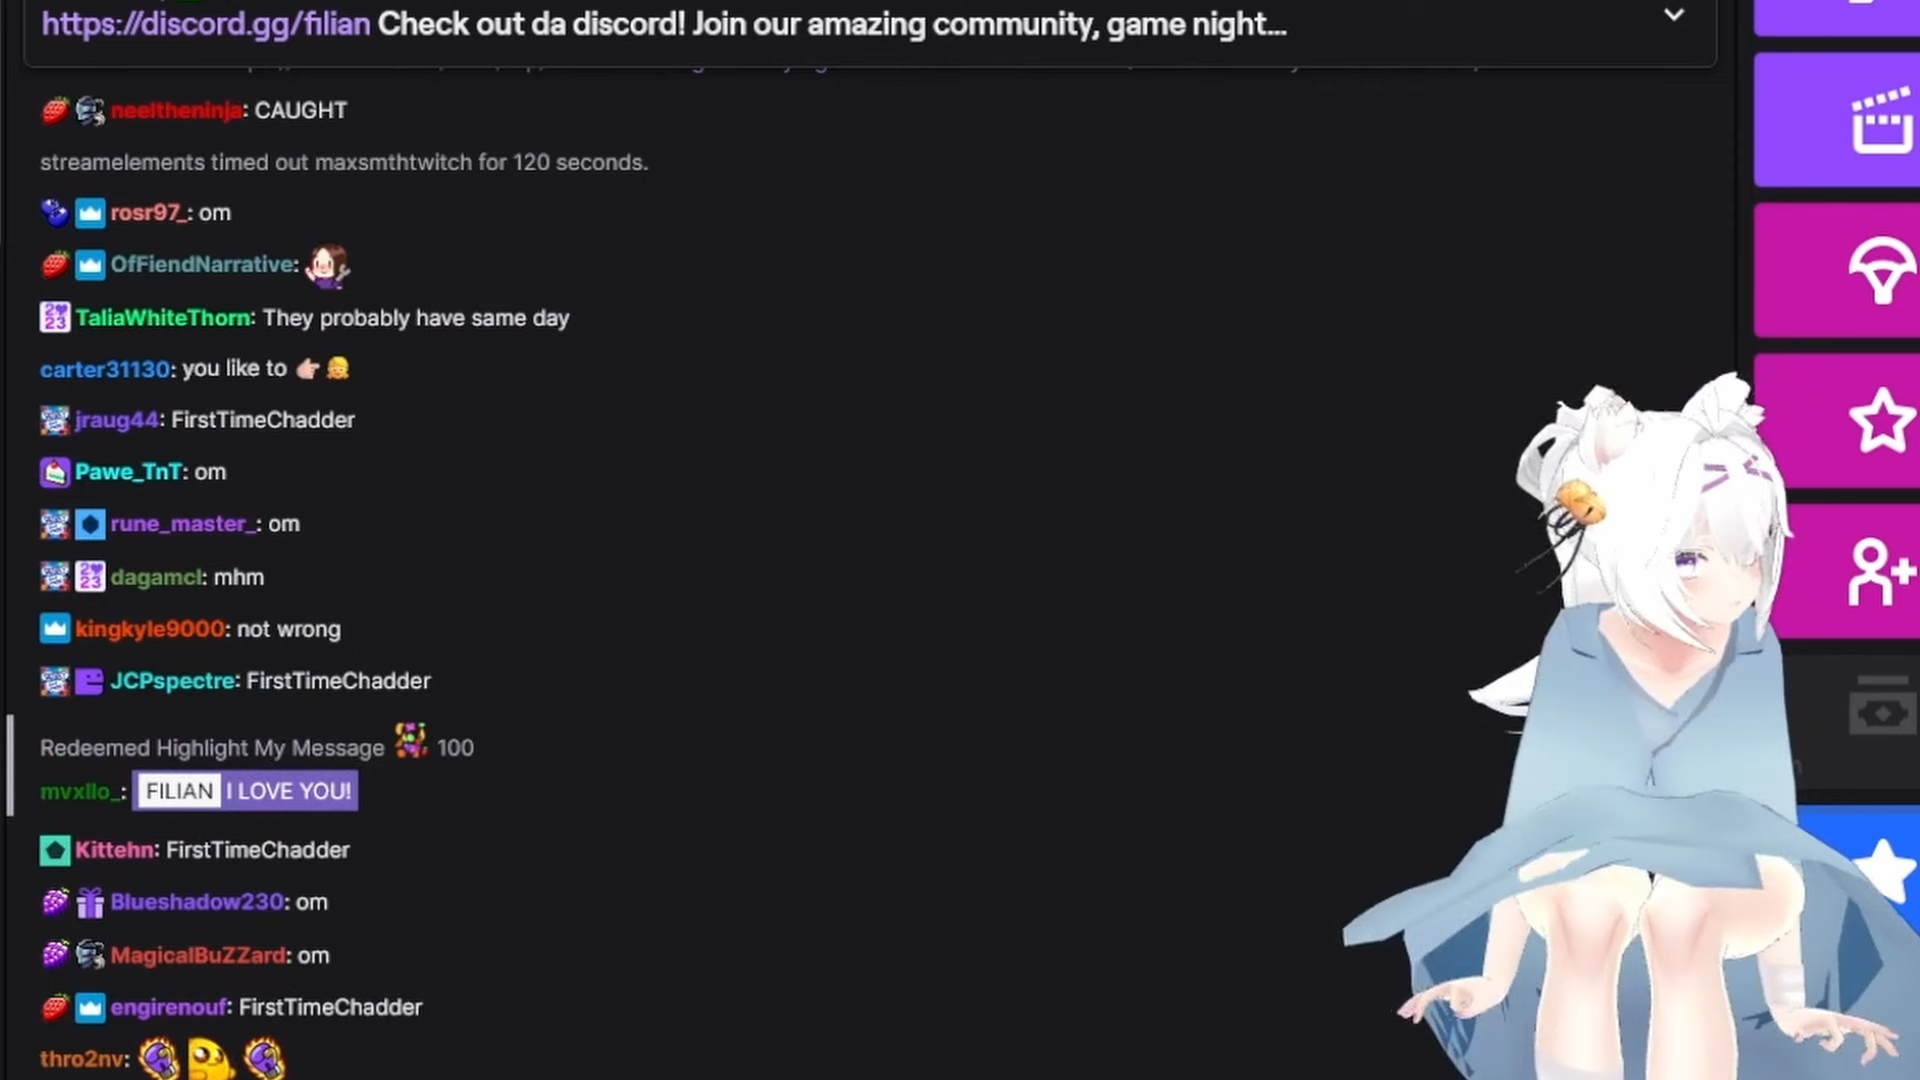 https://discord.gg/filian Check out da discord! Join our amazing community, game night...
neeltheninja: CAUGHT
streamelements timed out maxsmthtwitch for 120 seconds.
rosr97_: om
OfFiendNarrative:
TaliaWhiteThorn: They probably have same day
carter31130: you like to 👉 👱‍♀️
jraug44: FirstTimeChadder
Pawe_TnT: om
rune_master_: om
dagamcl: mhm
kingkyle9000: not wrong
JCPspectre: FirstTimeChadder
Redeemed Highlight My Message 100
mvxllo_: FILIAN I LOVE YOU!
Kittehn: FirstTimeChadder
Blueshadow230: om
MagicalBuZZard: om
engirenouf: FirstTimeChadder
thro2nv: